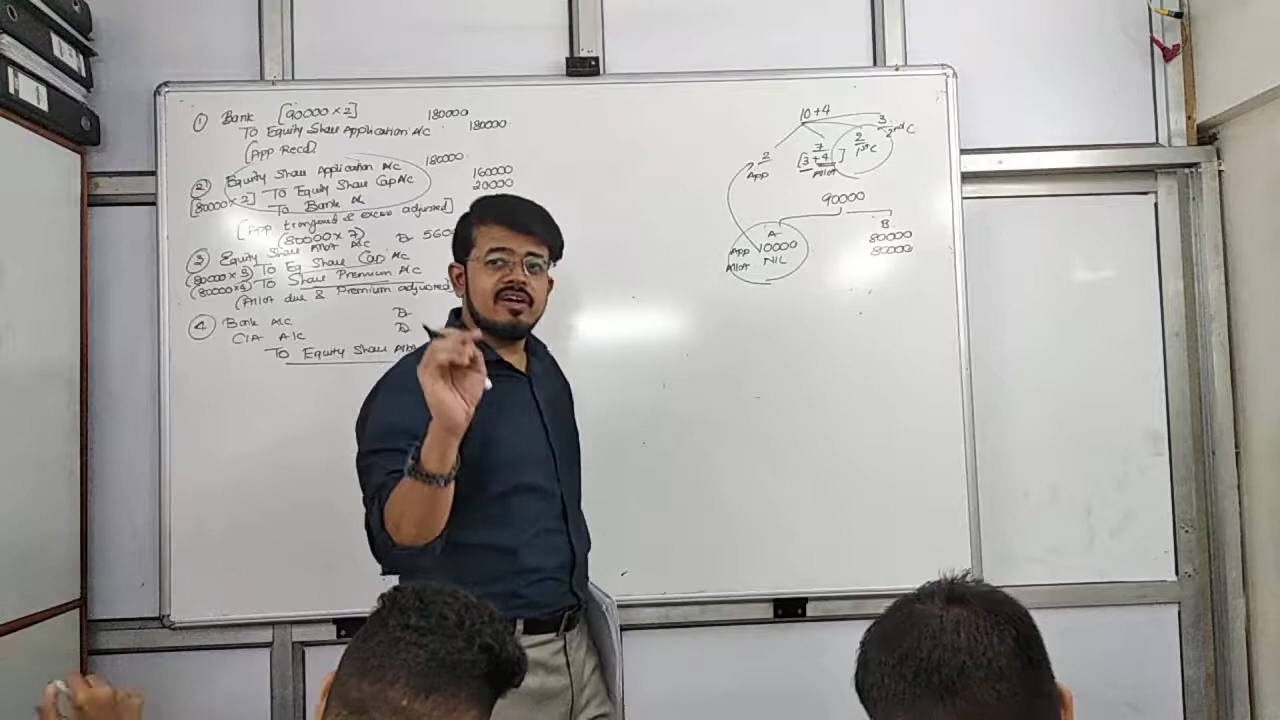 ① Bank [90000 × 2] 180000
To Equity Share Application A/c 180000
(App Recd)
② Equity Share Application A/c 180000
[80000 × 2] To Equity Share Cap A/c 160000
To Bank A/c 20000
(App transferred & excess adjusted]
(80000 × 7)
③ Equity Share Allot A/c Dr 5600
(80000 × 3) To Eq Share Cap A/c
(80000 × 4) To Share Premium A/c
(Allot due & Premium adjusted)
④ Bank A/c Dr
CIA A/c Dr
To Equity Share Allot
10 + 4
2
App
7
[3 + 4]
Allot
2
1st C
3
2nd C
90000
A
App 10000
Allot NIL
B
80000
80000